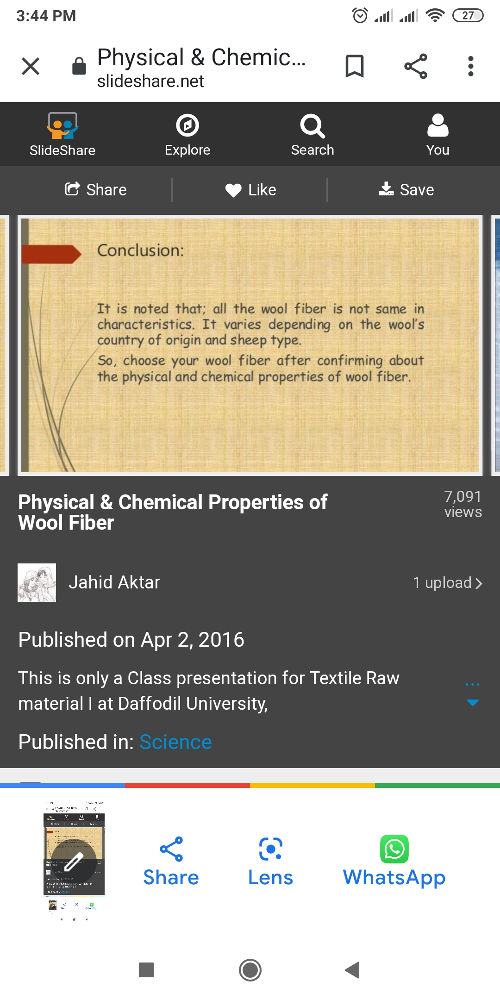 3:44 PM
27
Physical & Chemic...
slideshare.net
SlideShare
Explore
Search
You
Share
Like
Save
Conclusion:
It is noted that; all the wool fiber is not same in
characteristics. It varies depending on the wool's
country of origin and sheep type.
So, choose your wool fiber after confirming about
the physical and chemical properties of wool fiber.
Physical & Chemical Properties of
Wool Fiber
7,091
views
Jahid Aktar
1 upload
Published on Apr 2, 2016
This is only a Class presentation for Textile Raw
material I at Daffodil University,
...
Published in: Science
Share
Lens
WhatsApp